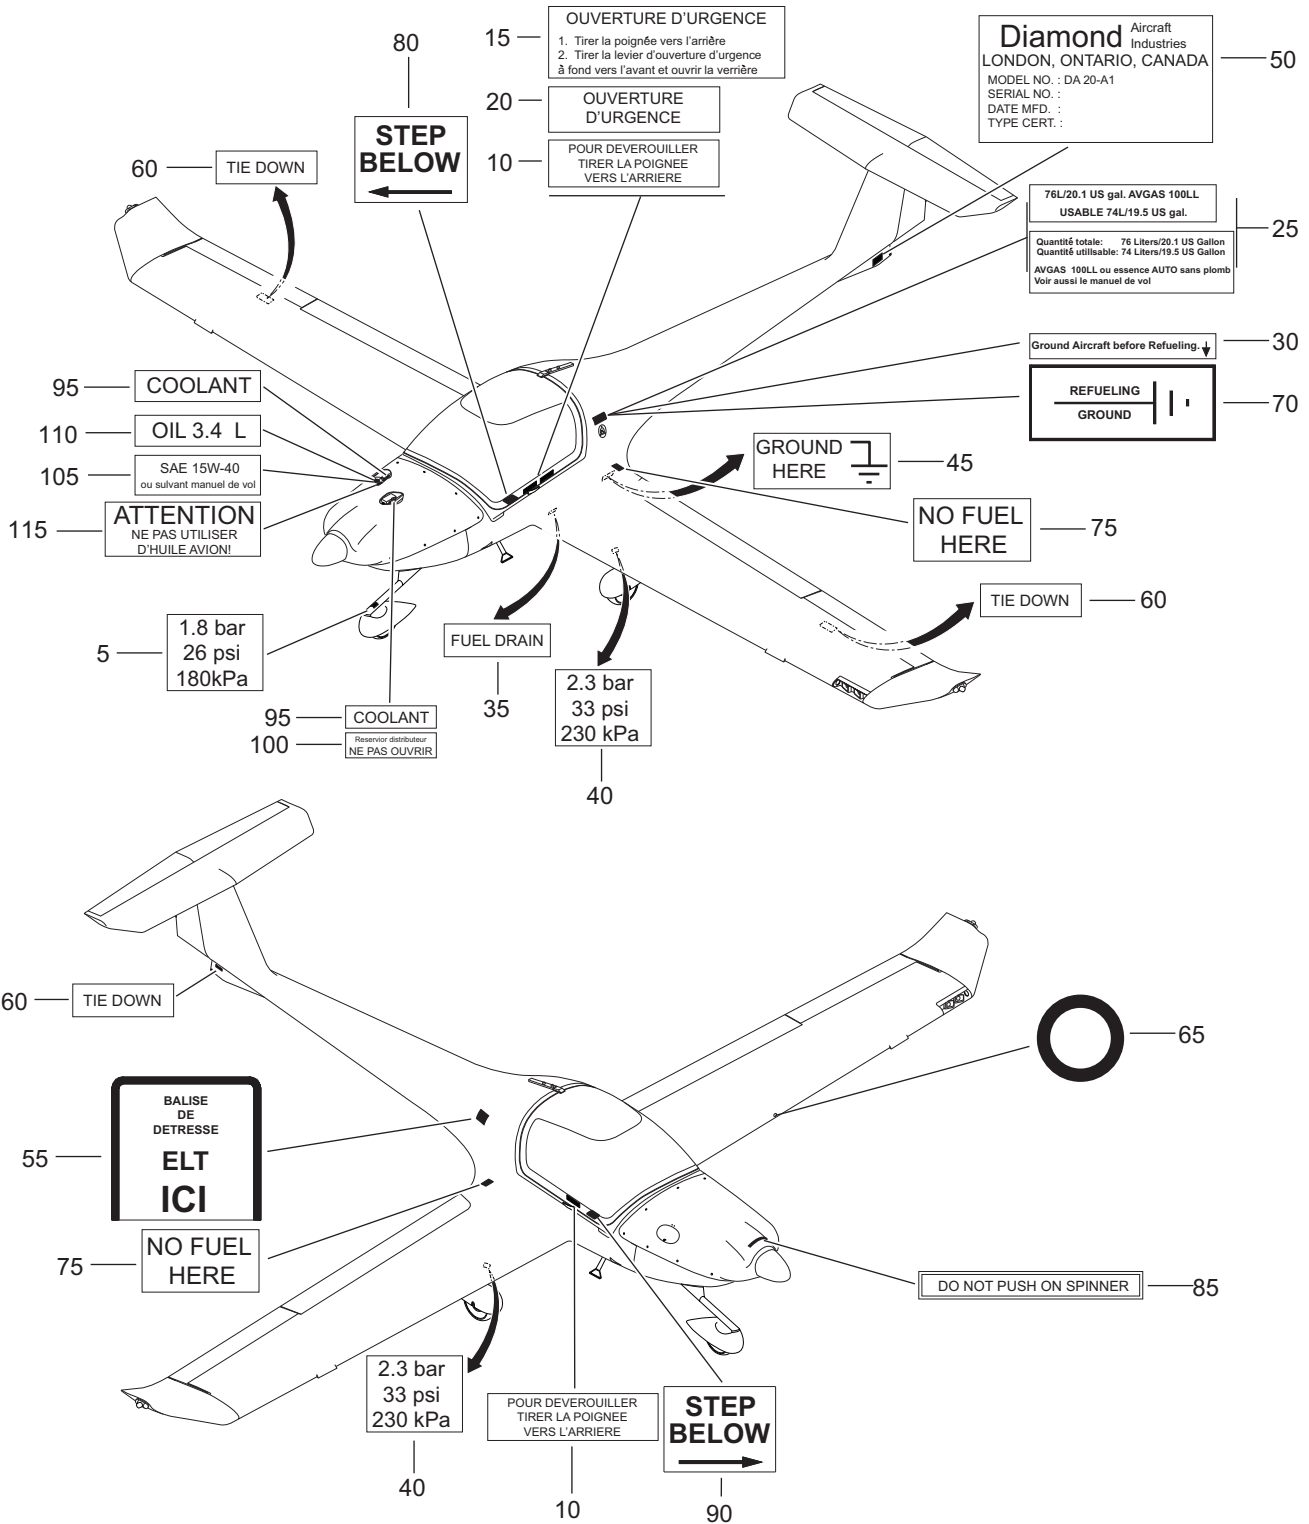 80
15
OUVERTURE D'URGENCE
1. Tirer la poignée vers l'arrière
2. Tirer la levier d'ouverture d'urgence
à fond vers l'avant et ouvrir la verrière
Diamond Aircraft Industries
LONDON, ONTARIO, CANADA
MODEL NO. : DA 20-A1
SERIAL NO. :
DATE MFD. :
TYPE CERT. :
50
20
OUVERTURE
D'URGENCE
STEP
BELOW
10
POUR DEVEROUILLER
TIRER LA POIGNEE
VERS L'ARRIERE
60
TIE DOWN
76L/20.1 US gal. AVGAS 100LL
USABLE 74L/19.5 US gal.
25
Quantité totale: 76 Liters/20.1 US Gallon
Quantité utilisable: 74 Liters/19.5 US Gallon
AVGAS 100LL ou essence AUTO sans plomb
Voir aussi le manuel de vol
Ground Aircraft before Refueling.
30
REFUELING
GROUND
70
95
COOLANT
110
OIL 3.4 L
105
SAE 15W-40
ou suivant manuel de vol
115
ATTENTION
NE PAS UTILISER
D'HUILE AVION!
GROUND
HERE
45
NO FUEL
HERE
75
TIE DOWN
60
5
1.8 bar
26 psi
180kPa
FUEL DRAIN
35
2.3 bar
33 psi
230 kPa
40
95
COOLANT
100
Reservior distributeur
NE PAS OUVRIR
60
TIE DOWN
65
55
BALISE
DE
DETRESSE
ELT
ICI
75
NO FUEL
HERE
DO NOT PUSH ON SPINNER
85
2.3 bar
33 psi
230 kPa
40
POUR DEVEROUILLER
TIRER LA POIGNEE
VERS L'ARRIERE
10
STEP
BELOW
90